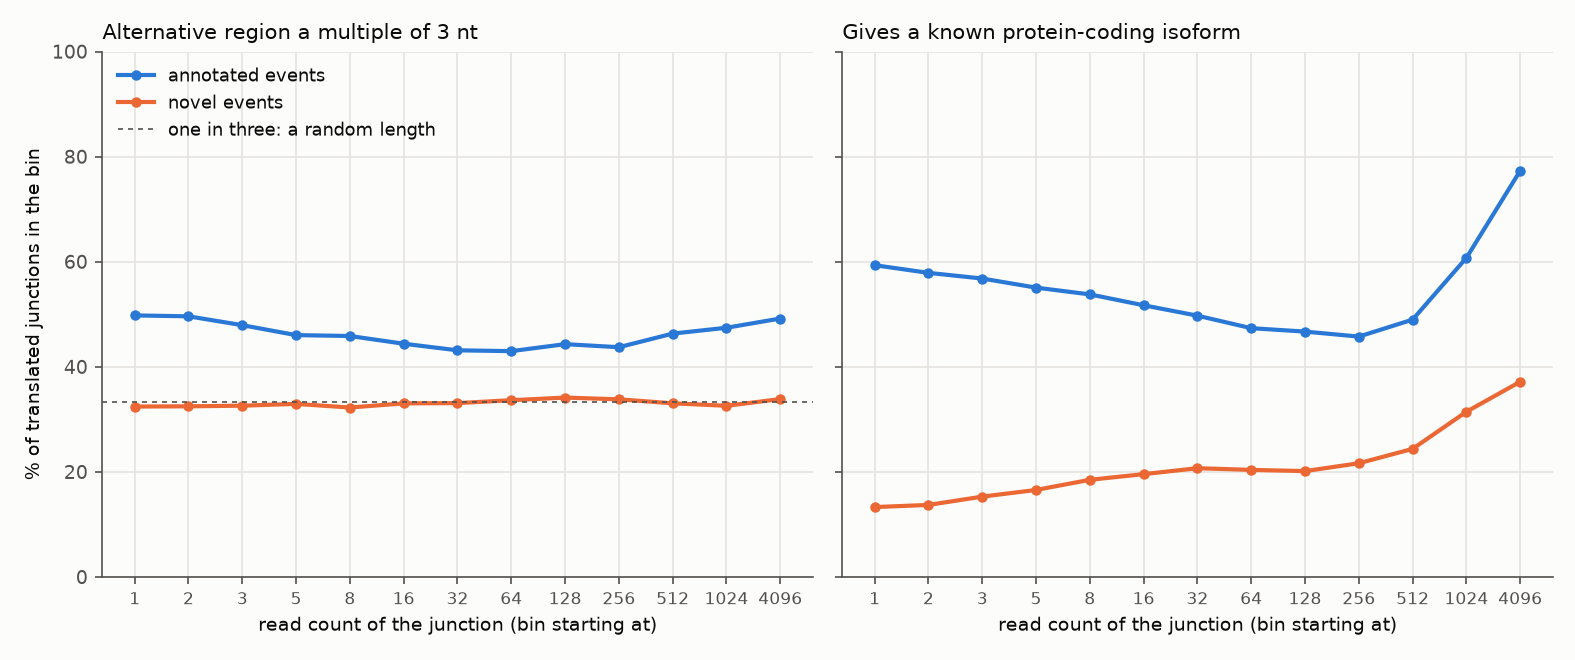 Alternative region a multiple of 3 nt
% of translated junctions in the bin
100
80
60
40
20
0
annotated events
novel events
one in three: a random length
1 2 3 5 8 16 32 64 128 256 512 1024 4096
read count of the junction (bin starting at)
Gives a known protein-coding isoform
1 2 3 5 8 16 32 64 128 256 512 1024 4096
read count of the junction (bin starting at)